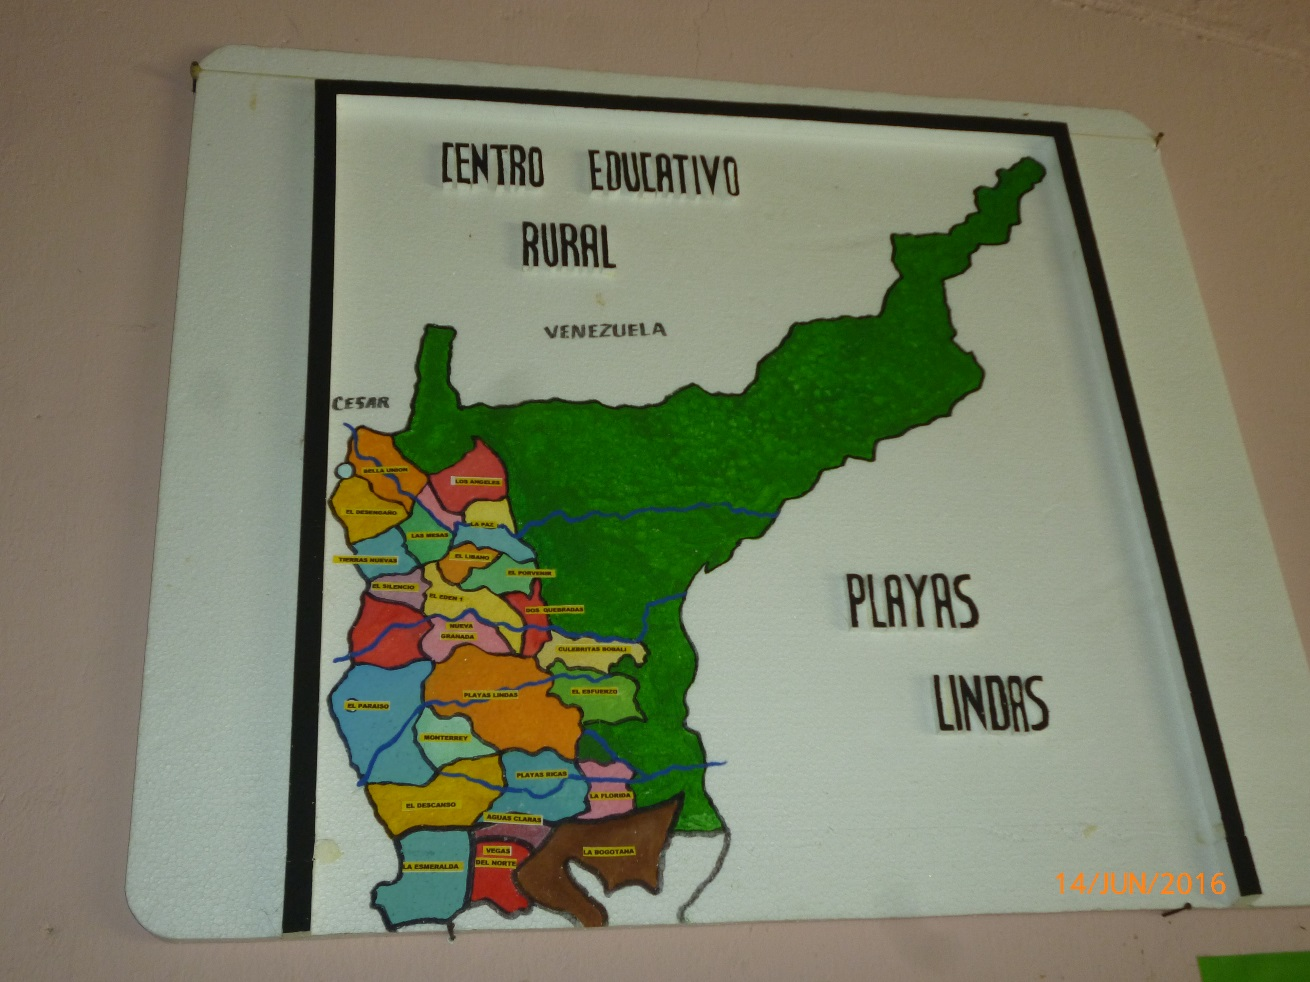 CENTRO EDUCATIVO
RURAL
VENEZUELA
CESAR
BELLA UNION
LOS ANGELES
EL DESENGAÑO
LA PAZ
LAS MESAS
TIERRAS NUEVAS
EL LIBANO
EL PORVENIR
EL SILENCIO
EL EDEN 1
DOS QUEBRADAS
NUEVA
GRANADA
CULEBRITAS BOBALI
PLAYAS LINDAS
EL ESFUERZO
EL PARAISO
MONTERREY
PLAYAS RICAS
LA FLORIDA
EL DESCANSO
AGUAS CLARAS
VEGAS
DEL NORTE
LA BOGOTANA
LA ESMERALDA
PLAYAS
LINDAS
14/JUN/2016